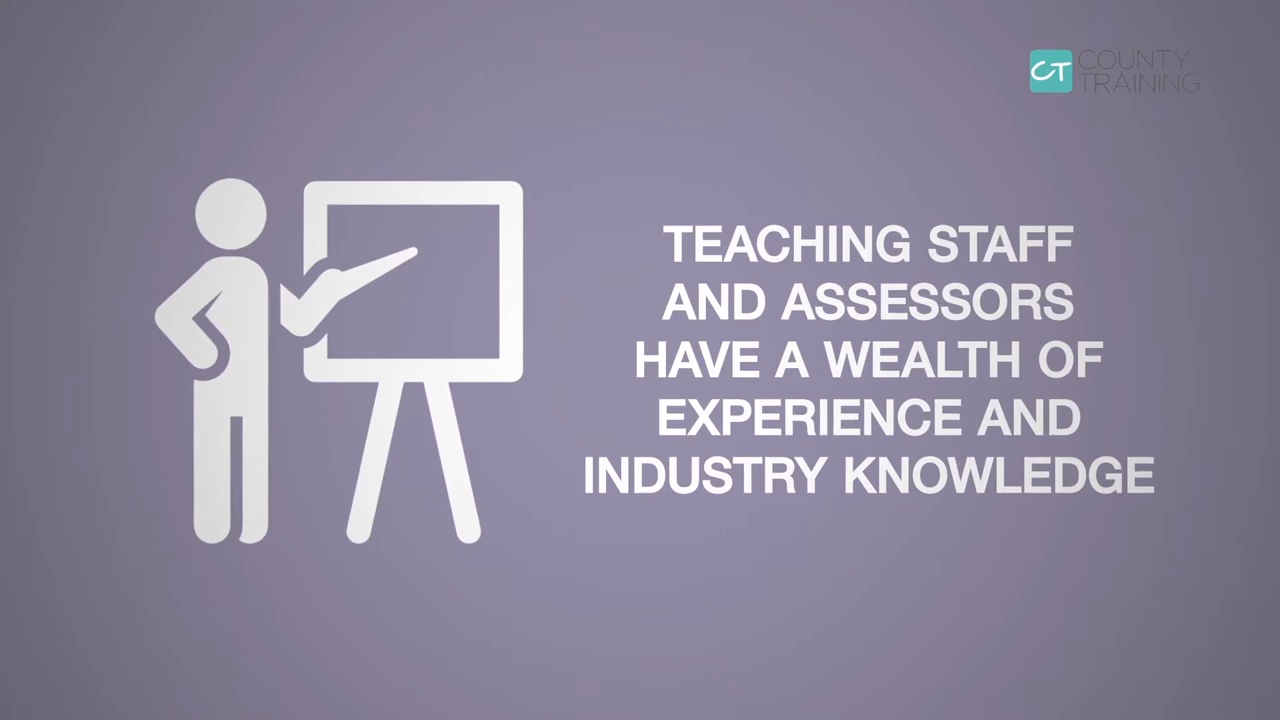 CT COUNTY
TRAINING
TEACHING STAFF
AND ASSESSORS
HAVE A WEALTH OF
EXPERIENCE AND
INDUSTRY KNOWLEDGE